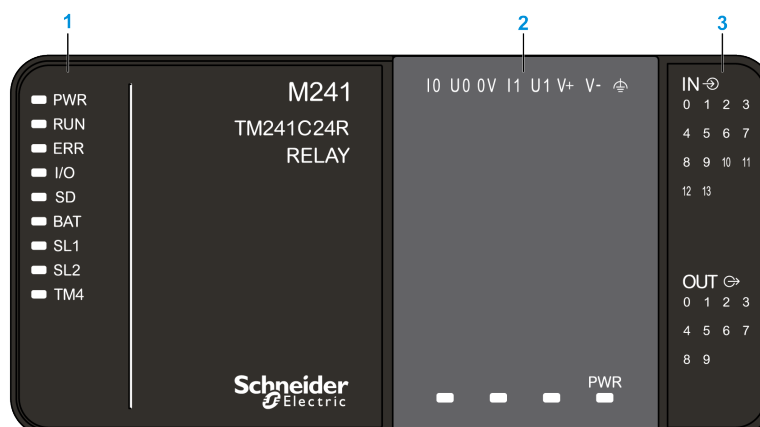 1
2
3
PWR
RUN
ERR
I/O
SD
BAT
SL1
SL2
TM4
M241
TM241C24R
RELAY
Schneider
Electric
I0 U0 0V I1 U1 V+ V-
PWR
IN
0 1 2 3
4 5 6 7
8 9 10 11
12 13
OUT
0 1 2 3
4 5 6 7
8 9